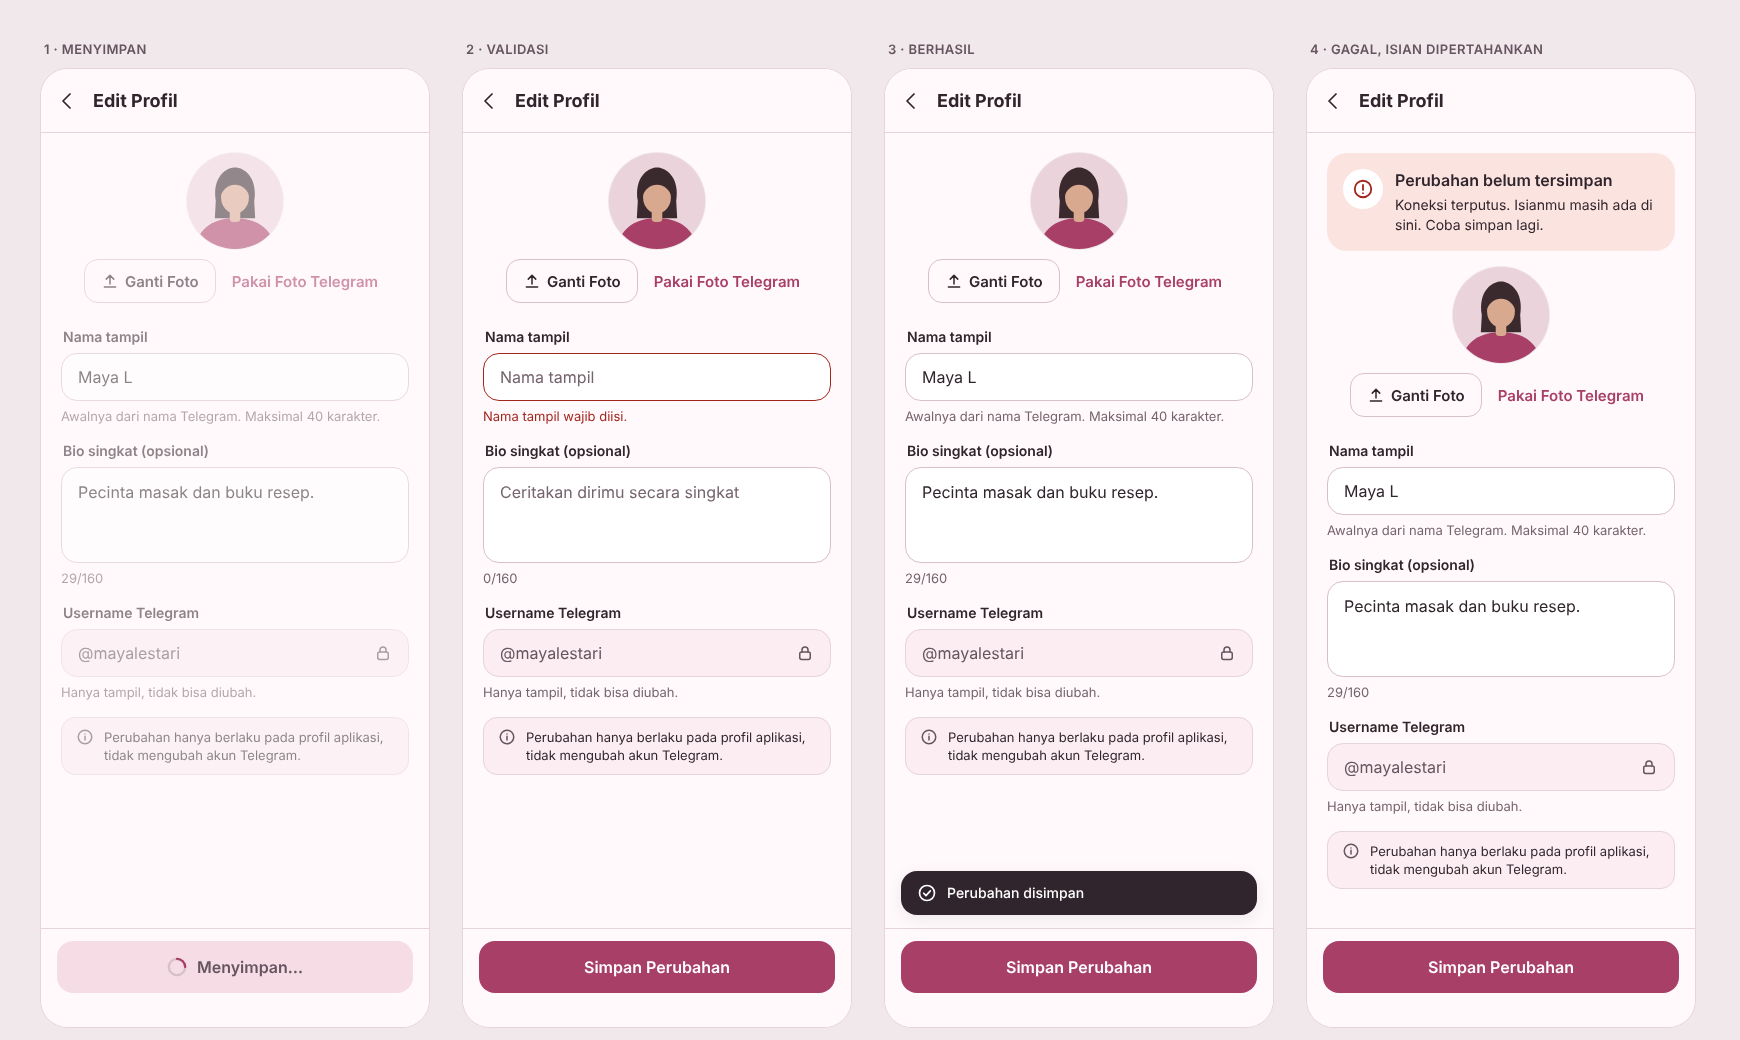 1 · MENYIMPAN
Edit Profil
Ganti Foto
Pakai Foto Telegram
Nama tampil
Maya L
Awalnya dari nama Telegram. Maksimal 40 karakter.
Bio singkat (opsional)
Pecinta masak dan buku resep.
29/160
Username Telegram
@mayalestari
Hanya tampil, tidak bisa diubah.
Perubahan hanya berlaku pada profil aplikasi,
tidak mengubah akun Telegram.
Menyimpan...
2 · VALIDASI
Edit Profil
Ganti Foto
Pakai Foto Telegram
Nama tampil
Nama tampil
Nama tampil wajib diisi.
Bio singkat (opsional)
Ceritakan dirimu secara singkat
0/160
Username Telegram
@mayalestari
Hanya tampil, tidak bisa diubah.
Perubahan hanya berlaku pada profil aplikasi,
tidak mengubah akun Telegram.
Simpan Perubahan
3 · BERHASIL
Edit Profil
Ganti Foto
Pakai Foto Telegram
Nama tampil
Maya L
Awalnya dari nama Telegram. Maksimal 40 karakter.
Bio singkat (opsional)
Pecinta masak dan buku resep.
29/160
Username Telegram
@mayalestari
Hanya tampil, tidak bisa diubah.
Perubahan hanya berlaku pada profil aplikasi,
tidak mengubah akun Telegram.
Perubahan disimpan
Simpan Perubahan
4 · GAGAL, ISIAN DIPERTAHANKAN
Edit Profil
Perubahan belum tersimpan
Koneksi terputus. Isianmu masih ada di
sini. Coba simpan lagi.
Ganti Foto
Pakai Foto Telegram
Nama tampil
Maya L
Awalnya dari nama Telegram. Maksimal 40 karakter.
Bio singkat (opsional)
Pecinta masak dan buku resep.
29/160
Username Telegram
@mayalestari
Hanya tampil, tidak bisa diubah.
Perubahan hanya berlaku pada profil aplikasi,
tidak mengubah akun Telegram.
Simpan Perubahan